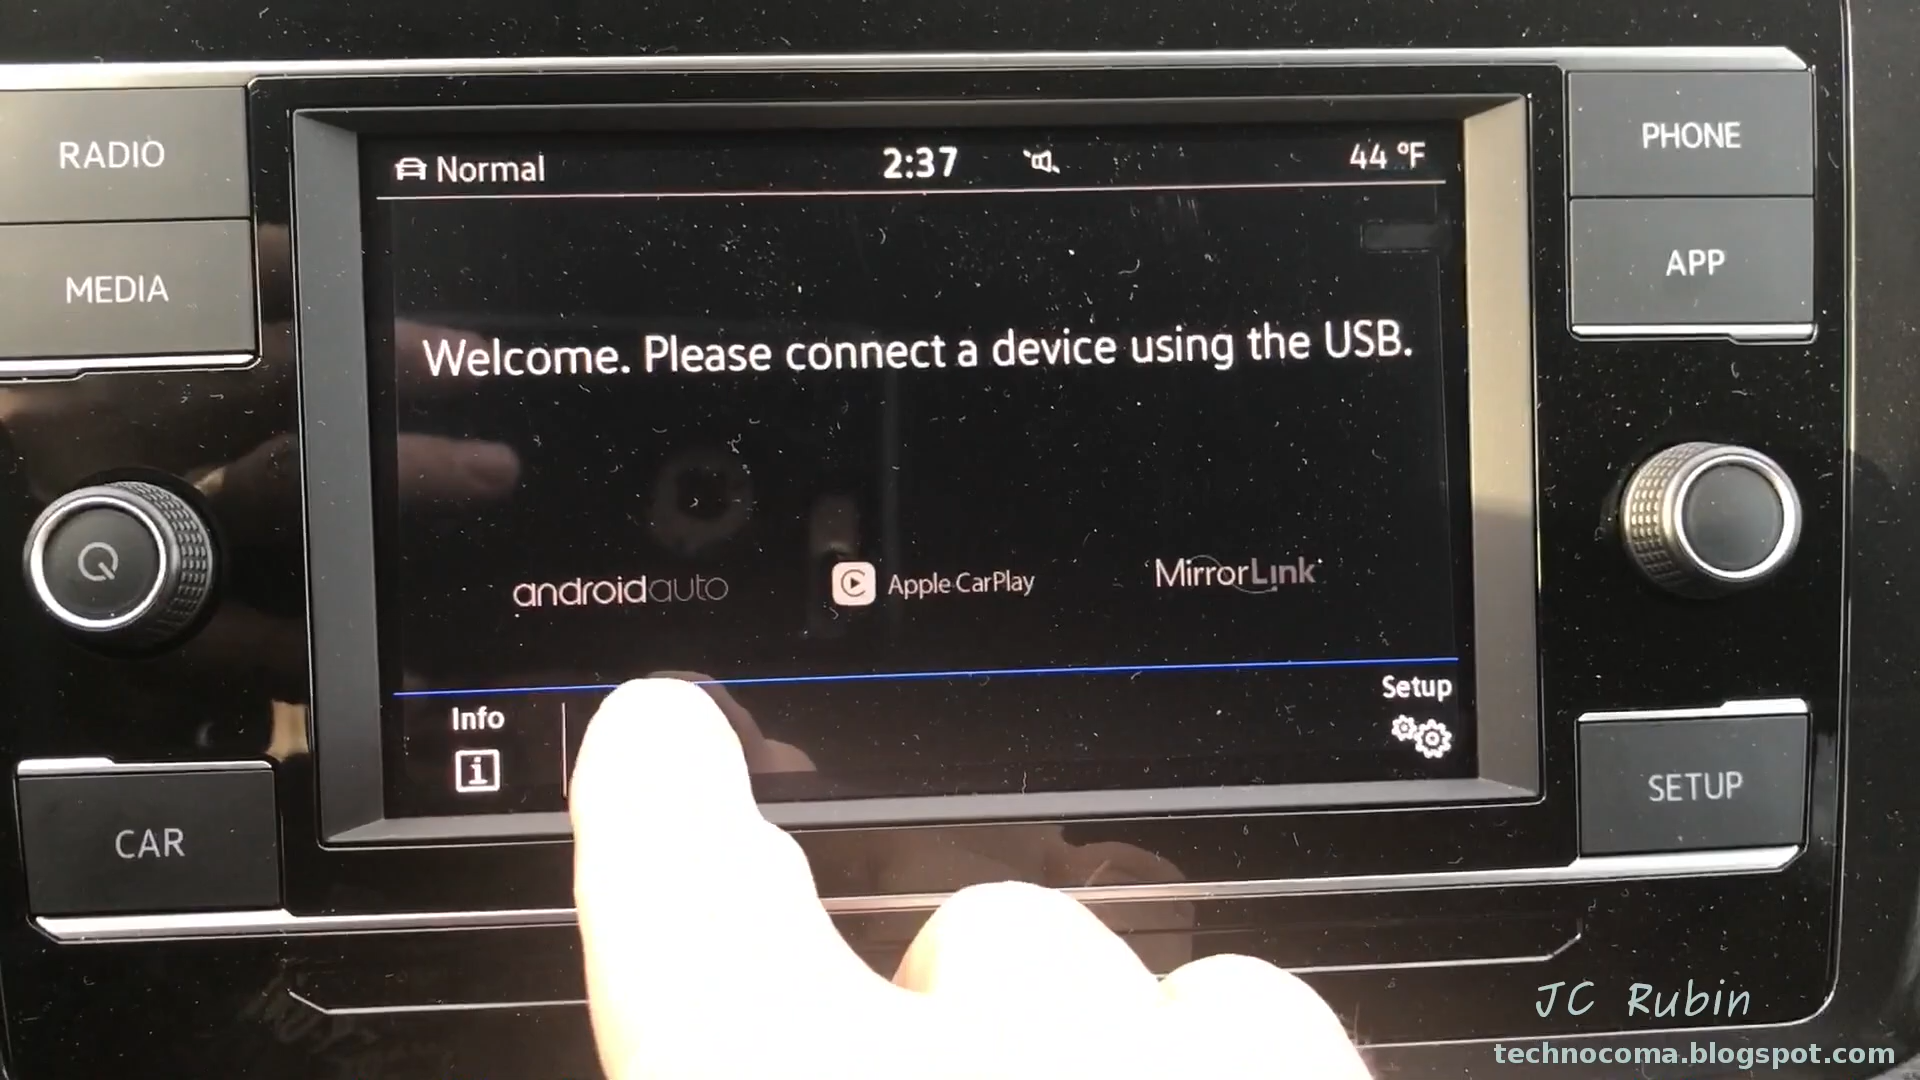 RADIO
MEDIA
CAR
Normal
2:37
44 °F
Welcome. Please connect a device using the USB.
androidauto
Apple CarPlay
MirrorLink
Info
i
Setup
PHONE
APP
SETUP
JC Rubin
technocoma.blogspot.com